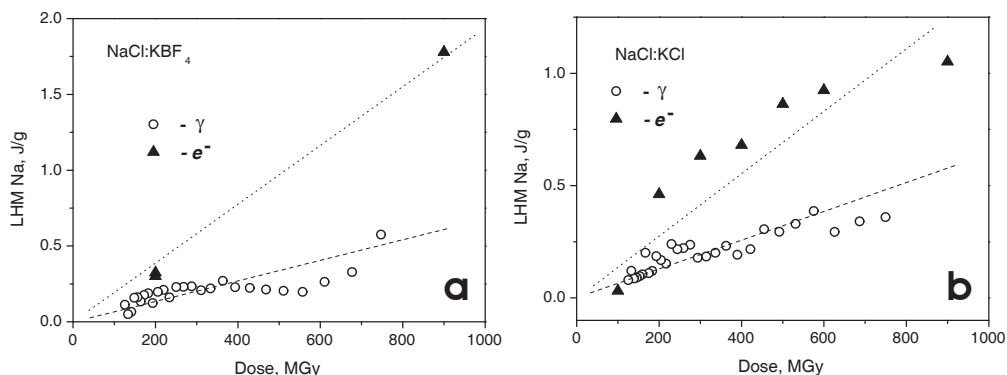 2.0
1.5
1.0
0.5
0.0
LHM Na, J/g
NaCl:KBF₄
- γ
- e⁻
a
0 200 400 600 800 1000
Dose, MGy
1.0
0.5
0.0
LHM Na, J/g
NaCl:KCl
- γ
- e⁻
b
0 200 400 600 800 1000
Dose, MGy